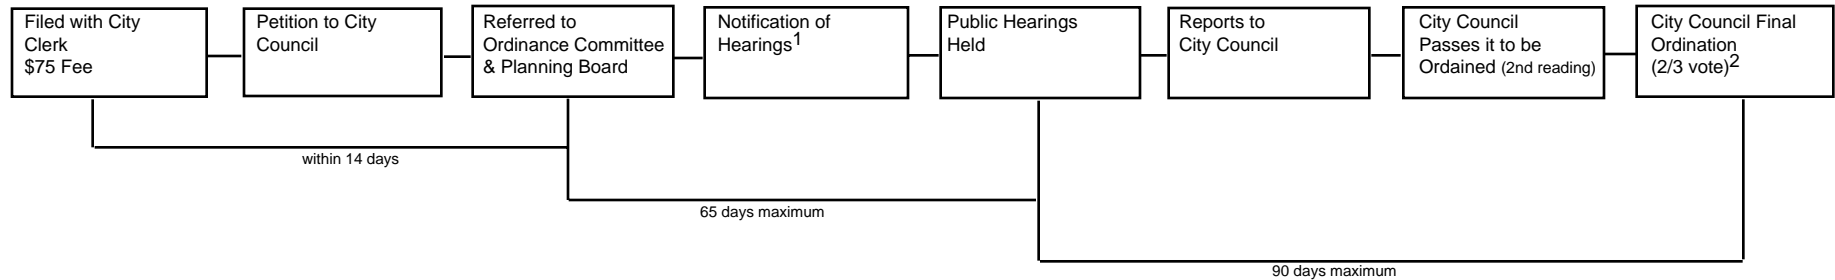 Filed with City
Clerk
$75 Fee
Petition to City
Council
Referred to
Ordinance Committee
& Planning Board
Notification of
Hearings1
Public Hearings
Held
Reports to
City Council
City Council
Passes it to be
Ordained (2nd reading)
City Council Final
Ordination
(2/3 vote)2
within 14 days
65 days maximum
90 days maximum